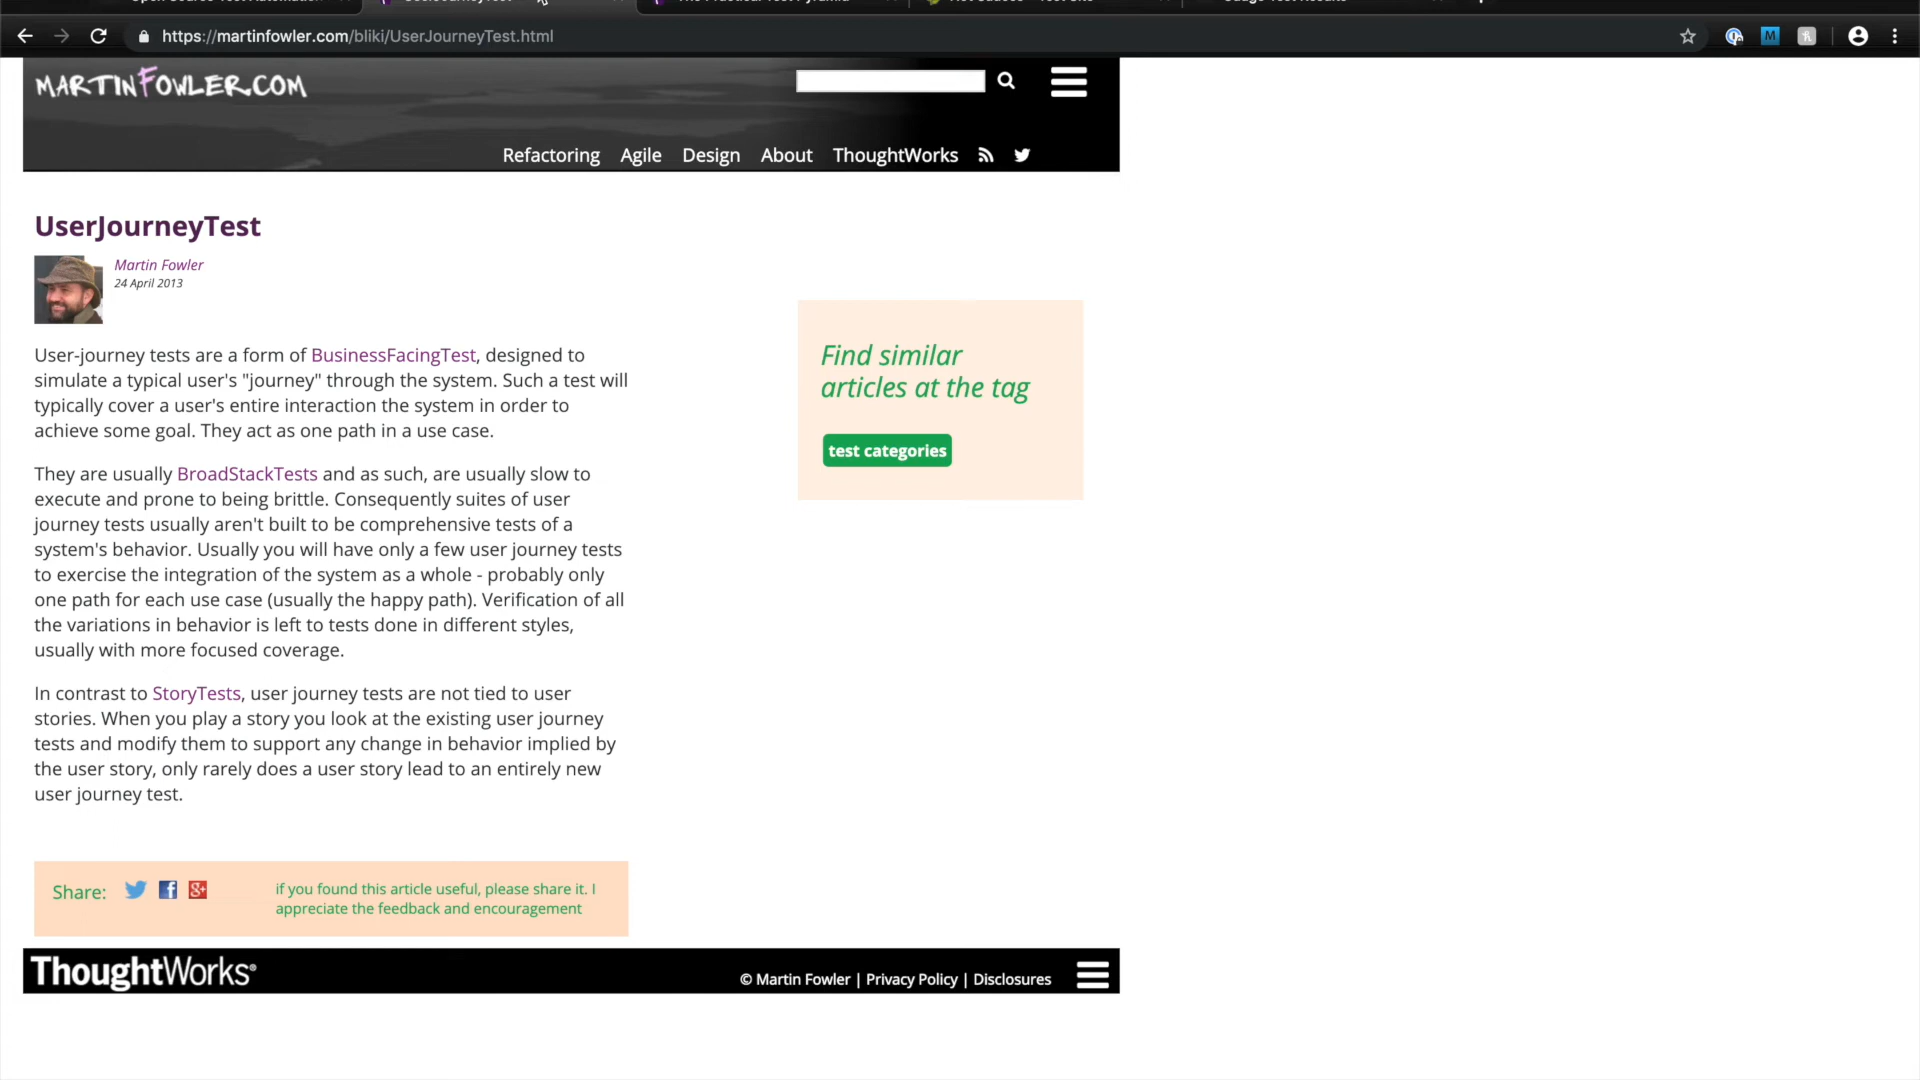 https://martinfowler.com/bliki/UserJourneyTest.html
MARTINFOWLER.COM
Refactoring Agile Design About ThoughtWorks
UserJourneyTest
Martin Fowler
24 April 2013
User-journey tests are a form of BusinessFacingTest, designed to
simulate a typical user's "journey" through the system. Such a test will
typically cover a user's entire interaction the system in order to
achieve some goal. They act as one path in a use case.
They are usually BroadStackTests and as such, are usually slow to
execute and prone to being brittle. Consequently suites of user
journey tests usually aren't built to be comprehensive tests of a
system's behavior. Usually you will have only a few user journey tests
to exercise the integration of the system as a whole - probably only
one path for each use case (usually the happy path). Verification of all
the variations in behavior is left to tests done in different styles,
usually with more focused coverage.
In contrast to StoryTests, user journey tests are not tied to user
stories. When you play a story you look at the existing user journey
tests and modify them to support any change in behavior implied by
the user story, only rarely does a user story lead to an entirely new
user journey test.
Find similar
articles at the tag
test categories
Share:
if you found this article useful, please share it. I
appreciate the feedback and encouragement
ThoughtWorks®
© Martin Fowler | Privacy Policy | Disclosures